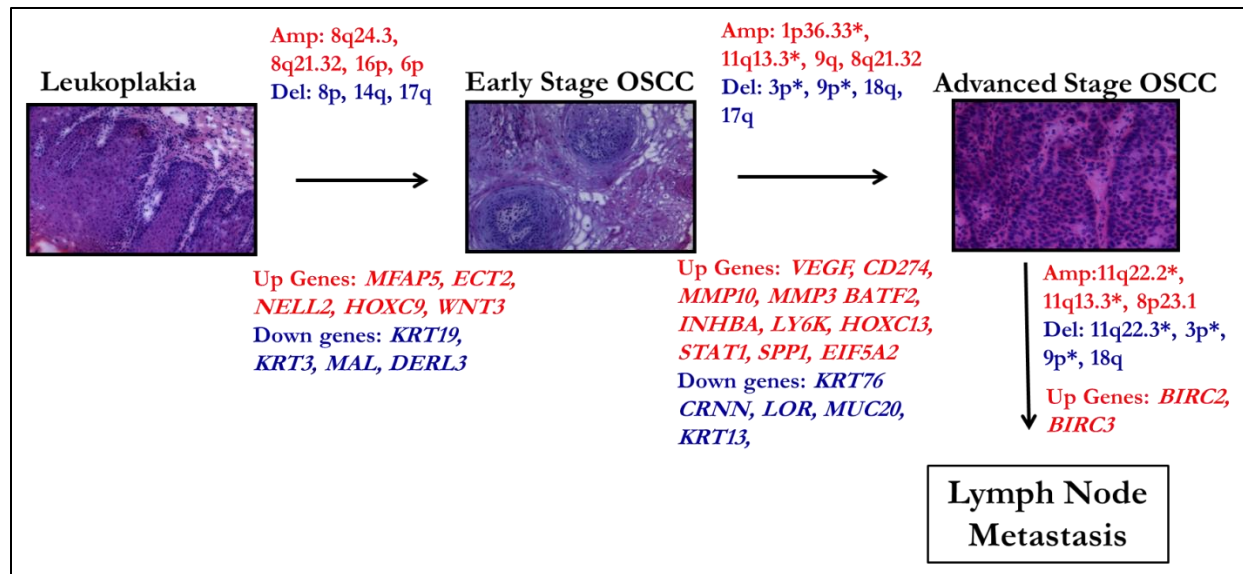 Leukoplakia
Amp: 8q24.3,
8q21.32, 16p, 6p
Del: 8p, 14q, 17q
Early Stage OSCC
Amp: 1p36.33*,
11q13.3*, 9q, 8q21.32
Del: 3p*, 9p*, 18q,
17q
Advanced Stage OSCC
Up Genes: MFAP5, ECT2,
NELL2, HOXC9, WNT3
Down genes: KRT19,
KRT3, MAL, DERL3
Up Genes: VEGF, CD274,
MMP10, MMP3 BATF2,
INHBA, LY6K, HOXC13,
STAT1, SPP1, EIF5A2
Down genes: KRT76
CRNN, LOR, MUC20,
KRT13,
Amp:11q22.2*,
11q13.3*, 8p23.1
Del: 11q22.3*, 3p*,
9p*, 18q
Up Genes: BIRC2,
BIRC3
Lymph Node
Metastasis